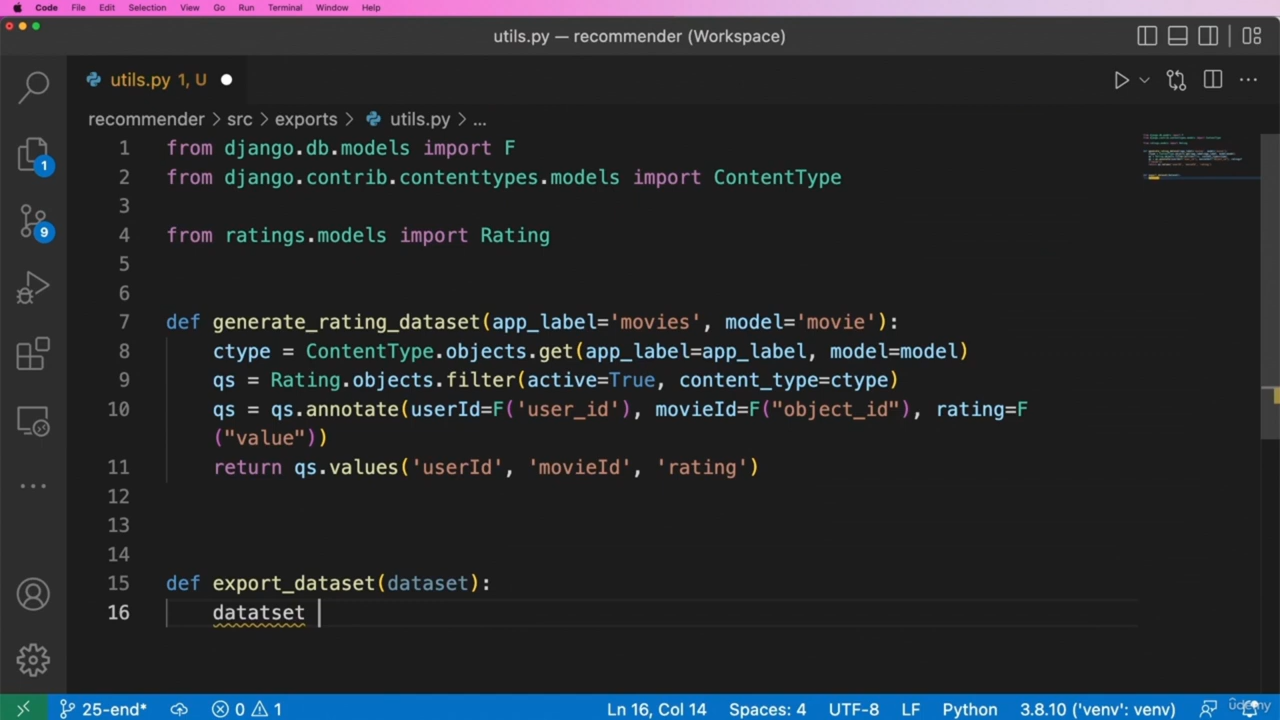 Code File Edit Selection View Go Run Terminal Window Help
utils.py — recommender (Workspace)
utils.py 1, U
recommender > src > exports > utils.py > ...
1 from django.db.models import F
2 from django.contrib.contenttypes.models import ContentType
3
4 from ratings.models import Rating
5
6
7 def generate_rating_dataset(app_label='movies', model='movie'):
8 ctype = ContentType.objects.get(app_label=app_label, model=model)
9 qs = Rating.objects.filter(active=True, content_type=ctype)
10 qs = qs.annotate(userId=F('user_id'), movieId=F("object_id"), rating=F
("value"))
11 return qs.values('userId', 'movieId', 'rating')
12
13
14
15 def export_dataset(dataset):
16 datatset
1
9
25-end* 0 1 Ln 16, Col 14 Spaces: 4 UTF-8 LF Python 3.8.10 ('venv': venv)
udemy